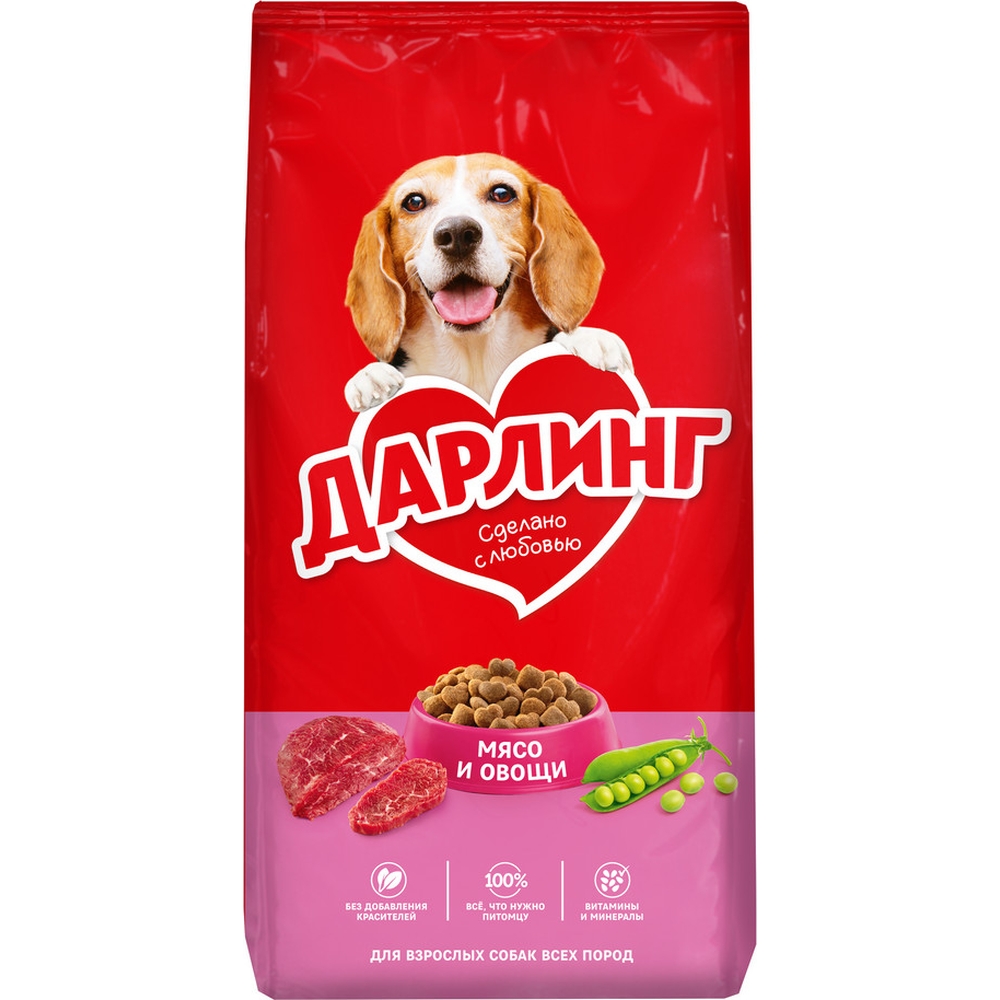 ДАРЛИНГ
Сделано
с любовью
МЯСО
И ОВОЩИ
БЕЗ ДОБАВЛЕНИЯ
КРАСИТЕЛЕЙ
100%
ВСЁ, ЧТО НУЖНО
ПИТОМЦУ
ВИТАМИНЫ
И МИНЕРАЛЫ
ДЛЯ ВЗРОСЛЫХ СОБАК ВСЕХ ПОРОД